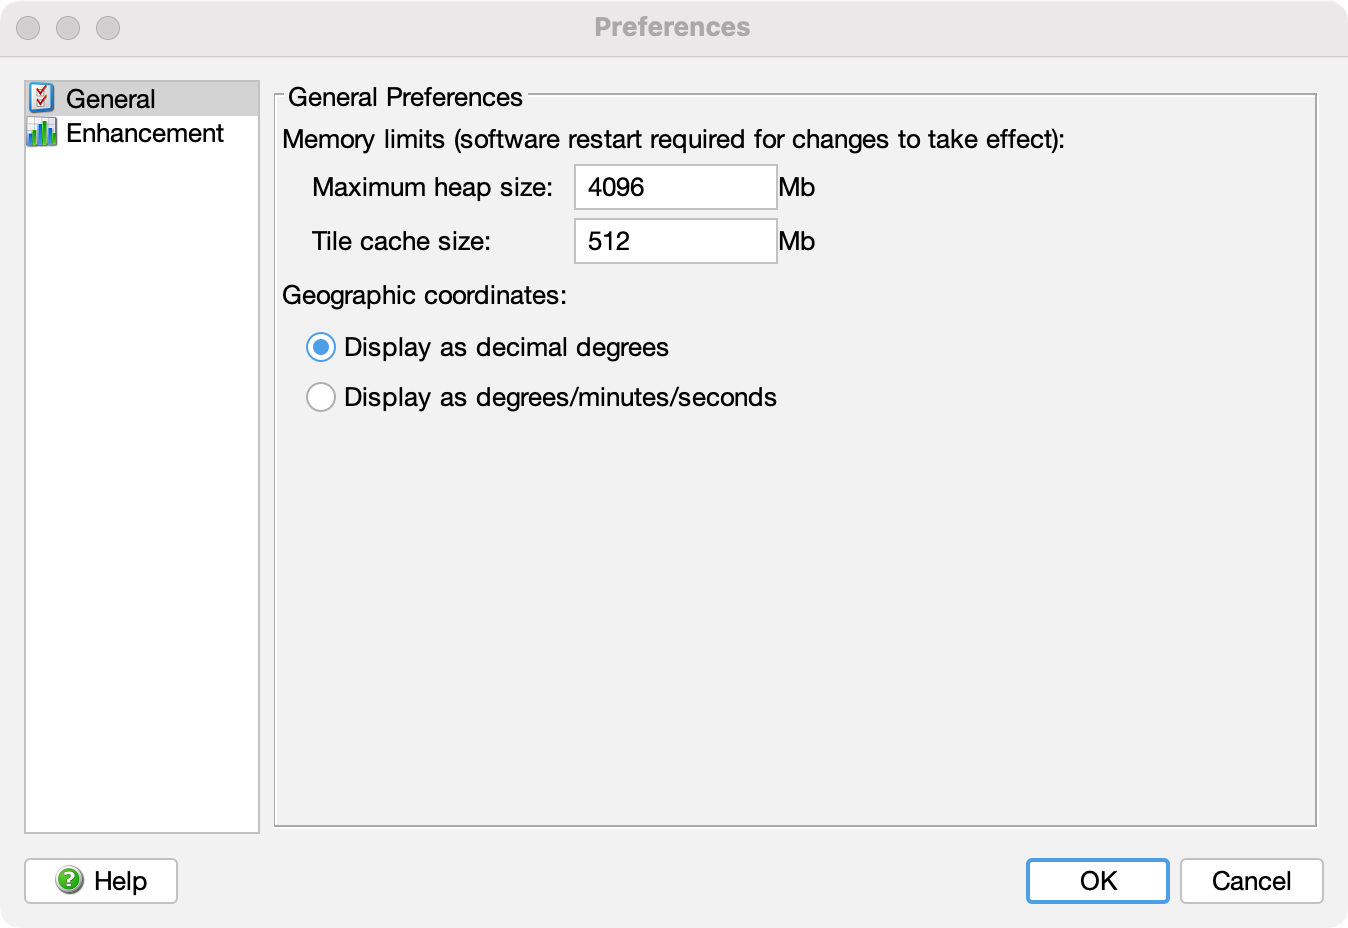 Preferences
General
Enhancement
General Preferences
Memory limits (software restart required for changes to take effect):
Maximum heap size: 4096 Mb
Tile cache size: 512 Mb
Geographic coordinates:
Display as decimal degrees
Display as degrees/minutes/seconds
? Help
OK
Cancel